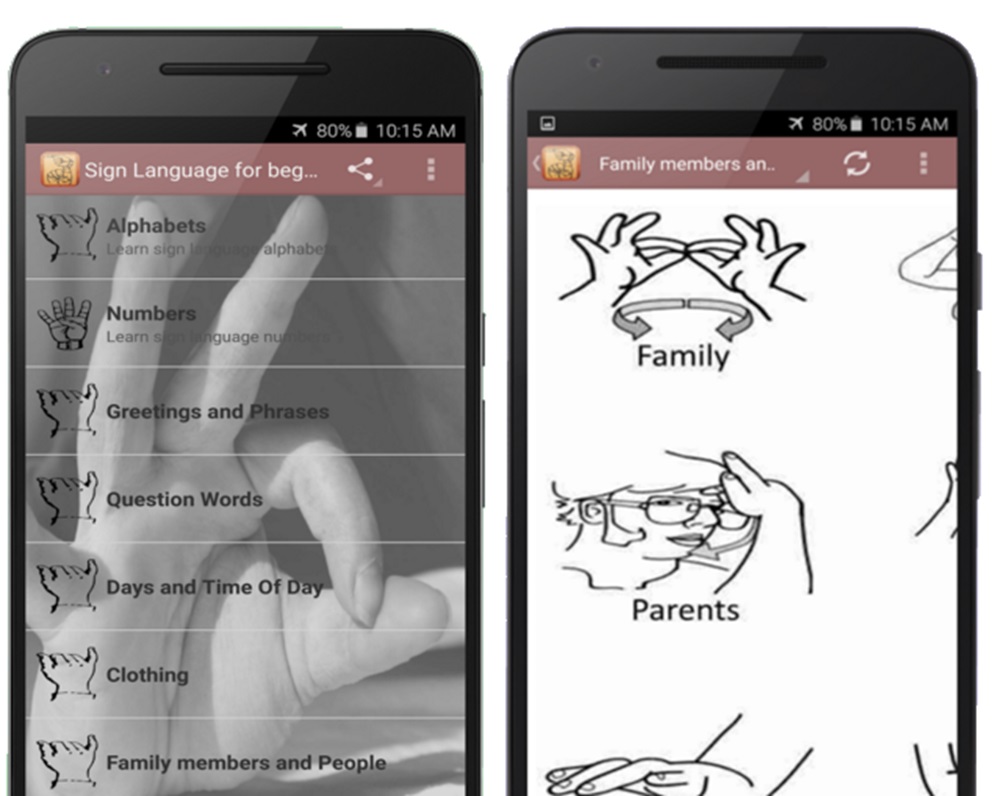 80% 10:15 AM
Sign Language for beg...
Alphabets
Learn sign language alphabets
Numbers
Learn sign language numbers
Greetings and Phrases
Question Words
Days and Time Of Day
Clothing
Family members and People
80% 10:15 AM
Family members an..
Family
Parents